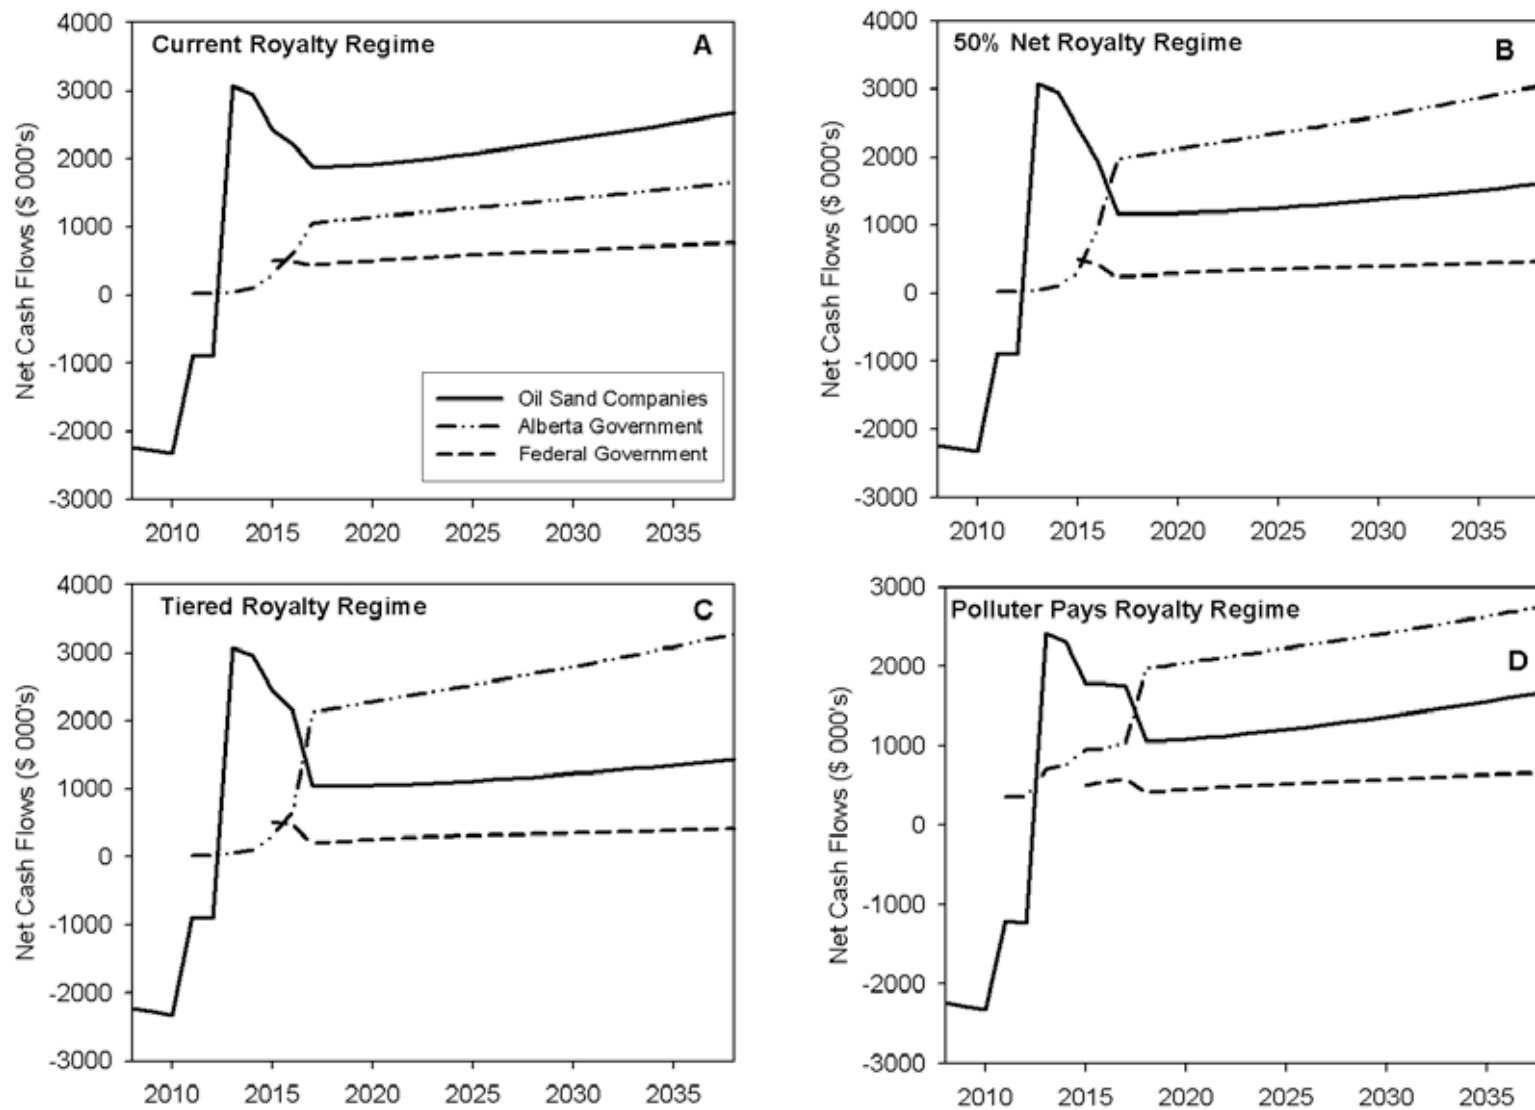 Current Royalty Regime
A
Net Cash Flows ($ 000's)
4000
3000
2000
1000
0
-1000
-2000
-3000
Oil Sand Companies
Alberta Government
Federal Government
2010 2015 2020 2025 2030 2035
50% Net Royalty Regime
B
Net Cash Flows ($ 000's)
4000
3000
2000
1000
0
-1000
-2000
-3000
2010 2015 2020 2025 2030 2035
Tiered Royalty Regime
C
Net Cash Flows ($ 000's)
4000
3000
2000
1000
0
-1000
-2000
-3000
2010 2015 2020 2025 2030 2035
Polluter Pays Royalty Regime
D
Net Cash Flows ($ 000's)
3000
2000
1000
0
-1000
-2000
-3000
2010 2015 2020 2025 2030 2035